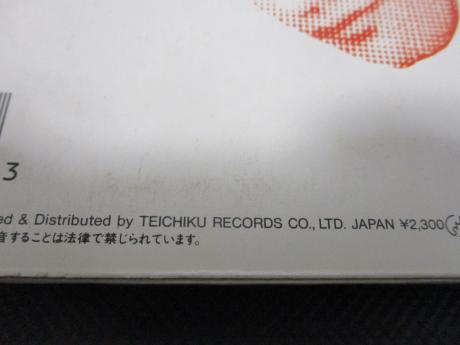 3
ed & Distributed by TEICHIKU RECORDS CO., LTD. JAPAN ¥2,300
音することは法律で禁じられています。